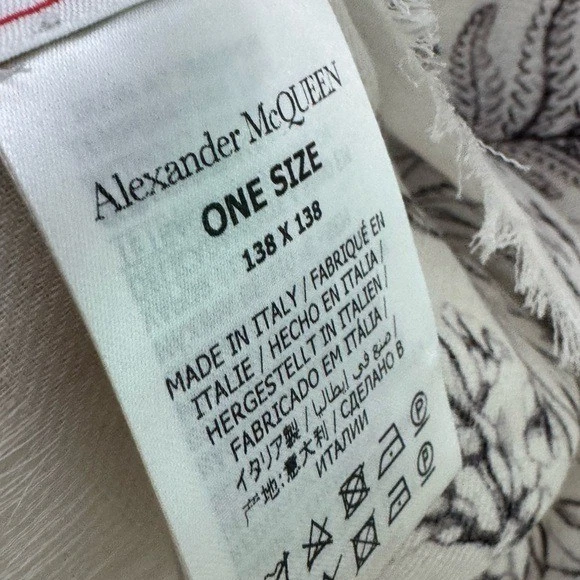 Alexander McQUEEN
ONE SIZE
138 X 138
MADE IN ITALY / FABRIQUÉ EN
ITALIE / HECHO EN ITALIA /
HERGESTELLT IN ITALIEN /
FABRICADO EM ITÁLIA /
イタリア製 / صنع في ايطاليا / СДЕЛАНО В
产地:意大利 / ИТАЛИИ
P
P